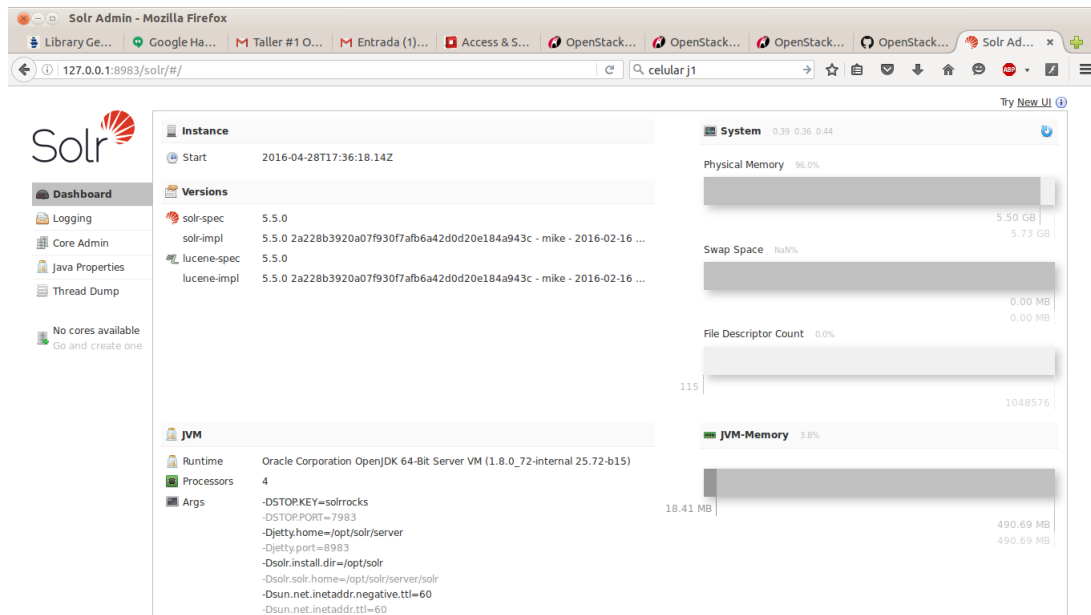 Solr Admin - Mozilla Firefox
Library Ge... Google Ha... Taller #1 O... Entrada (1)... Access & S... OpenStack... OpenStack... OpenStack... OpenStack... Solr Ad...
127.0.0.1:8983/solr/#/ celular j1 ABP
Try New UI
Solr
Dashboard
Logging
Core Admin
Java Properties
Thread Dump
No cores available
Go and create one
Instance
Start 2016-04-28T17:36:18.14Z
Versions
solr-spec 5.5.0
solr-impl 5.5.0 2a228b3920a07f930f7afb6a42d0d20e184a943c - mike - 2016-02-16 ...
lucene-spec 5.5.0
lucene-impl 5.5.0 2a228b3920a07f930f7afb6a42d0d20e184a943c - mike - 2016-02-16 ...
System 0.39 0.36 0.44
Physical Memory 96.0%
5.50 GB
5.73 GB
Swap Space NaN%
0.00 MB
0.00 MB
File Descriptor Count 0.0%
115
1048576
JVM
Runtime Oracle Corporation OpenJDK 64-Bit Server VM (1.8.0_72-internal 25.72-b15)
Processors 4
Args -DSTOP.KEY=solrrocks
-DSTOP.PORT=7983
-Djetty.home=/opt/solr/server
-Djetty.port=8983
-Dsolr.install.dir=/opt/solr
-Dsolr.solr.home=/opt/solr/server/solr
-Dsun.net.inetaddr.negative.ttl=60
-Dsun.net.inetaddr.ttl=60
JVM-Memory 3.8%
18.41 MB
490.69 MB
490.69 MB